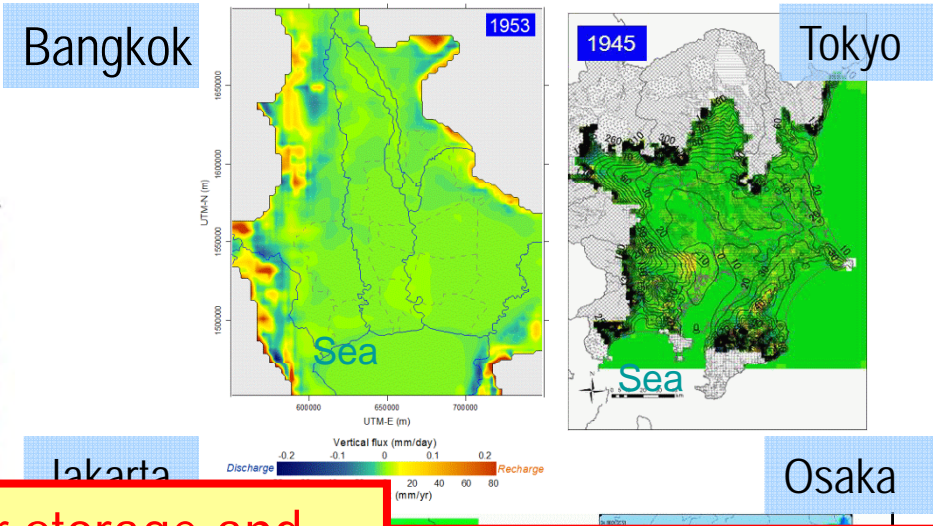 Bangkok
1953
1945
Tokyo
UTM-N (m)
1650000
1600000
1550000
1500000
Sea
600000
650000
700000
UTM-E (m)
Sea
Vertical flux (mm/day)
-0.2
-0.1
0
0.1
0.2
Discharge
Recharge
20
40
60
80
(mm/yr)
Jakarta
Osaka
r storage and